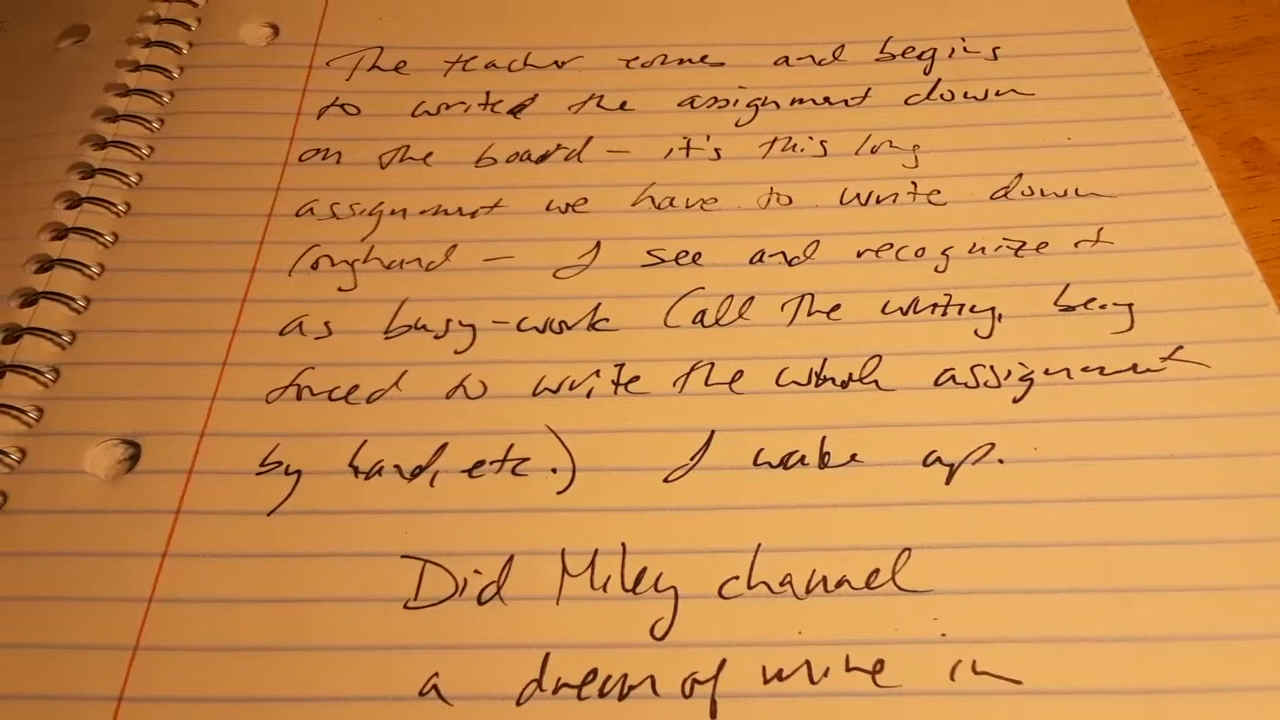 The teacher comes and begins
to write the assignment down
on the board – it's this long
assignment we have to write down
longhand – I see and recognize it
as busy-work (all the writing, being
forced to write the whole assignment
by hand, etc.) I wake up.
Did Miley channel
a dream of mine in